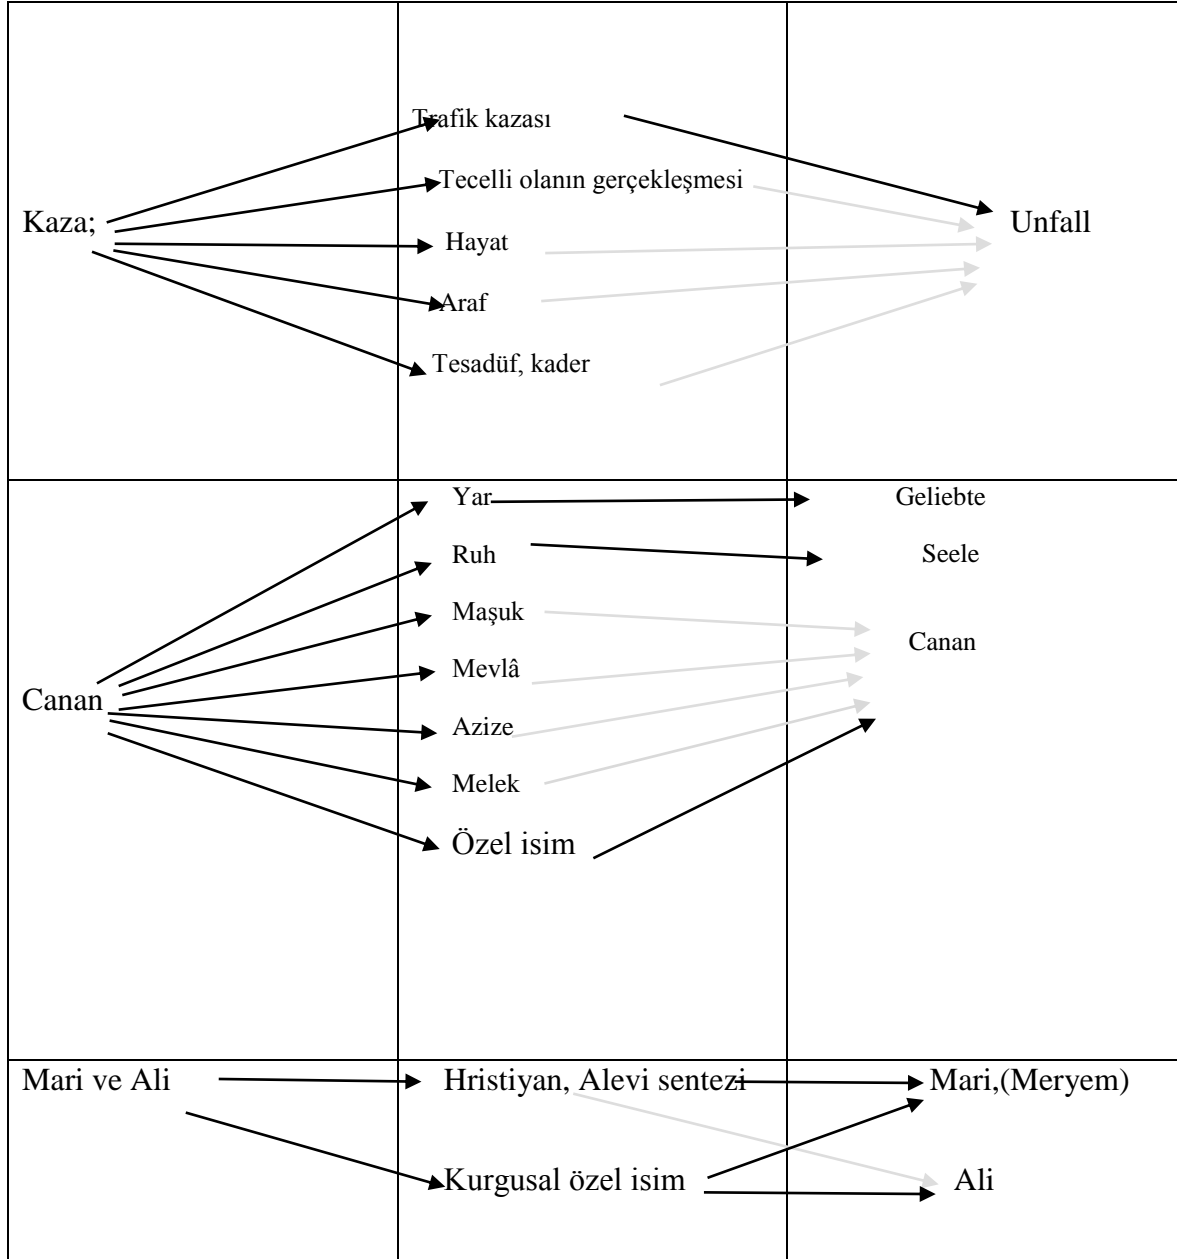 Trafik kazası
Tecelli olanın gerçekleşmesi
Kaza;
Unfall
Hayat
Araf
Tesadüf, kader
Yar
Geliebte
Ruh
Seele
Maşuk
Canan
Mevlâ
Canan
Azize
Melek
Özel isim
Mari ve Ali
Hristiyan, Alevi sentezi
Mari,(Meryem)
Kurgusal özel isim
Ali